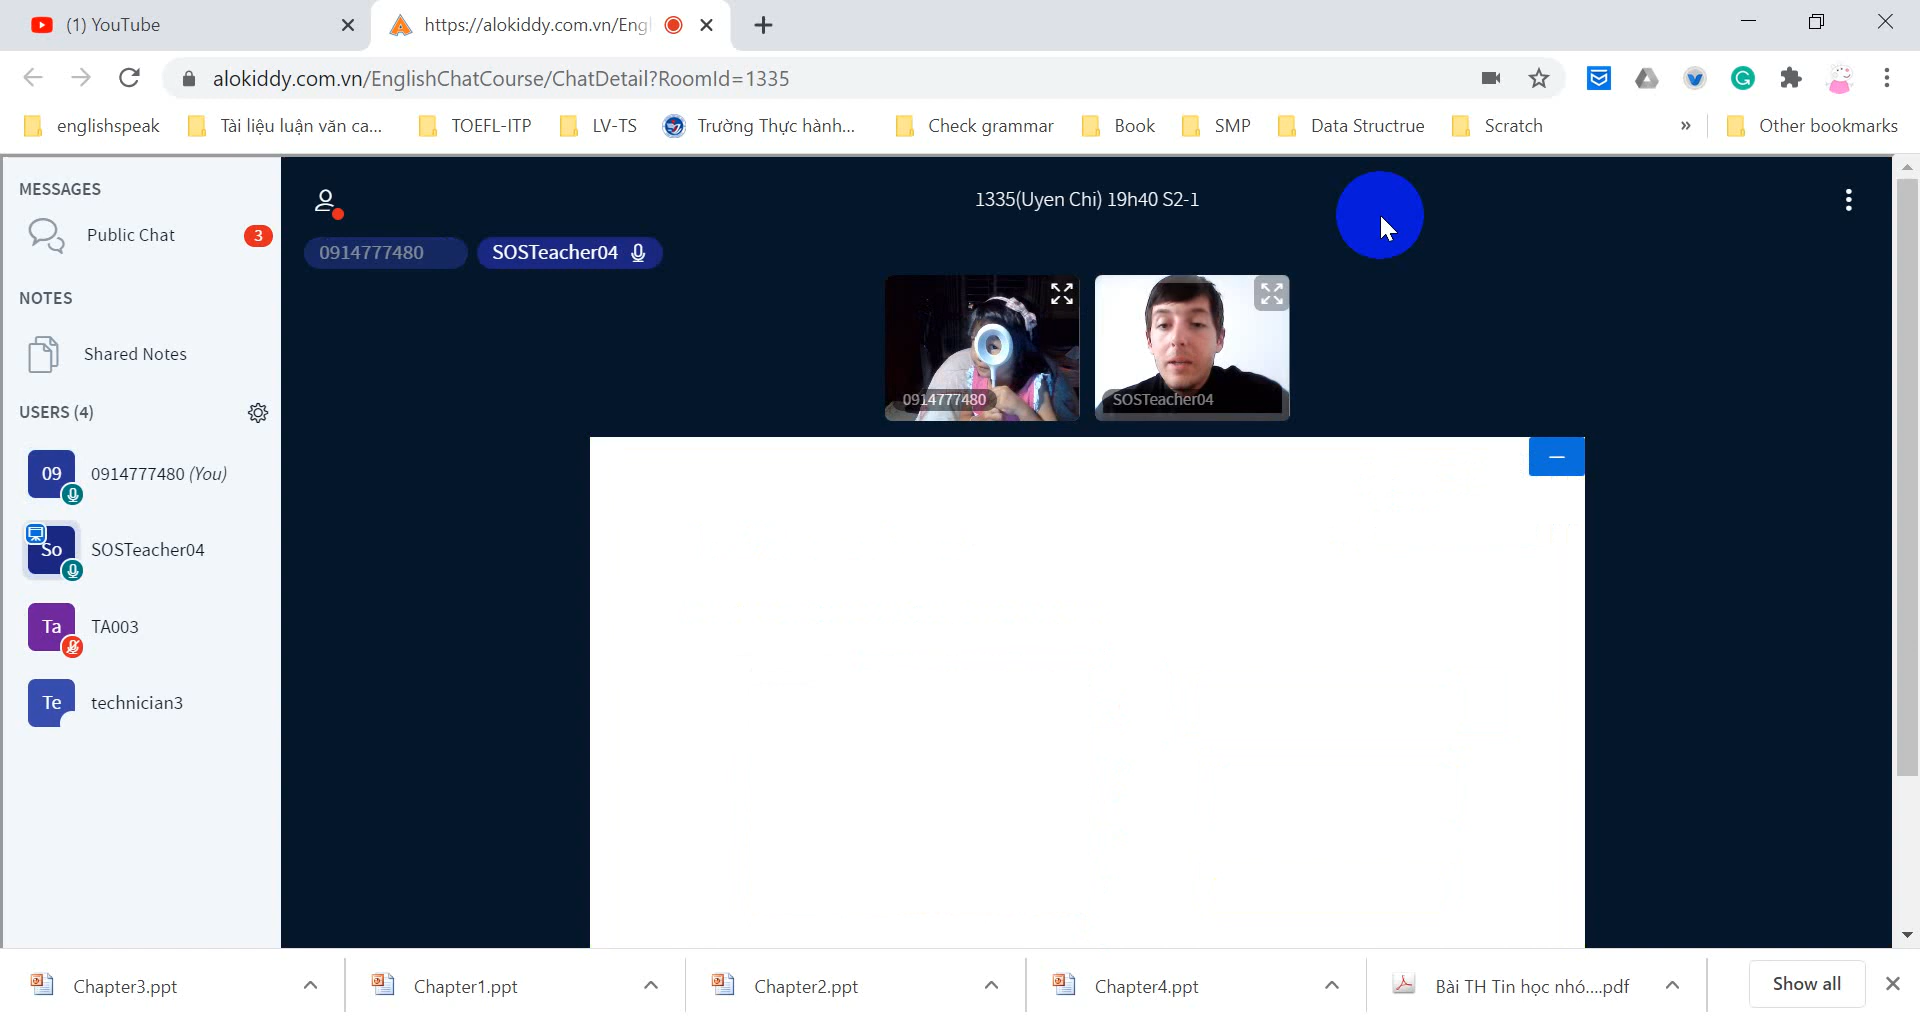 (1) YouTube
https://alokiddy.com.vn/Engl
alokiddy.com.vn/EnglishChatCourse/ChatDetail?RoomId=1335
englishspeak
Tài liệu luận văn ca...
TOEFL-ITP
LV-TS
Trường Thực hành...
Check grammar
Book
SMP
Data Structrue
Scratch
»
Other bookmarks
MESSAGES
Public Chat
3
NOTES
Shared Notes
USERS (4)
09
0914777480 (You)
So
SOSTeacher04
Ta
TA003
Te
technician3
1335(Uyen Chi) 19h40 S2-1
0914777480
SOSTeacher04
0914777480
SOSTeacher04
Chapter3.ppt
Chapter1.ppt
Chapter2.ppt
Chapter4.ppt
Bài TH Tin học nhó....pdf
Show all